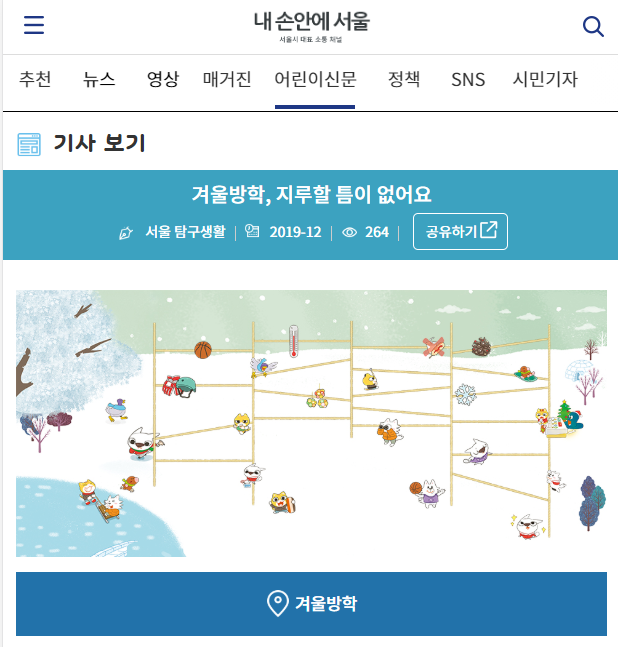 내 손안에 서울
서울시 대표 소통 채널
추천 뉴스 영상 매거진 어린이신문 정책 SNS 시민기자
기사 보기
겨울방학, 지루할 틈이 없어요
서울 탐구생활 | 2019-12 | 264 | 공유하기
겨울방학